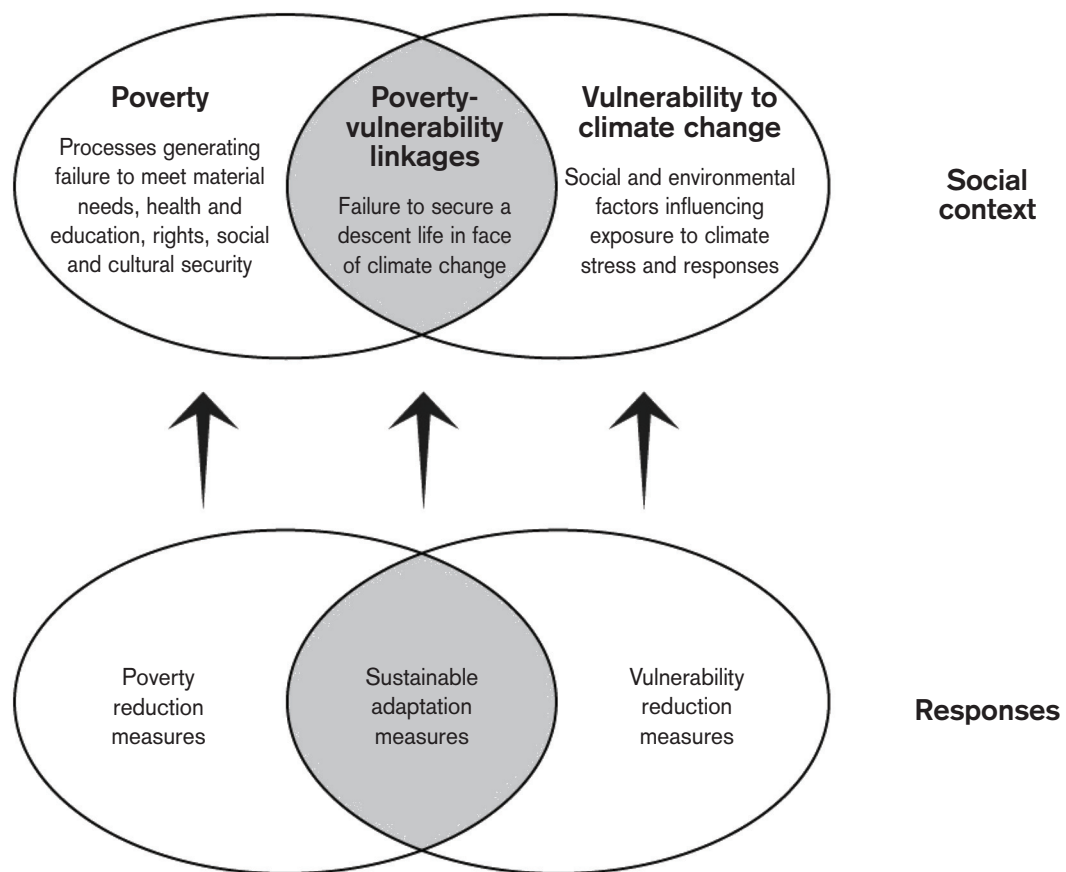 Poverty
Processes generating
failure to meet material
needs, health and
education, rights, social
and cultural security
Poverty-
vulnerability
linkages
Failure to secure a
descent life in face
of climate change
Vulnerability to
climate change
Social and environmental
factors influencing
exposure to climate
stress and responses
Social
context
Poverty
reduction
measures
Sustainable
adaptation
measures
Vulnerability
reduction
measures
Responses